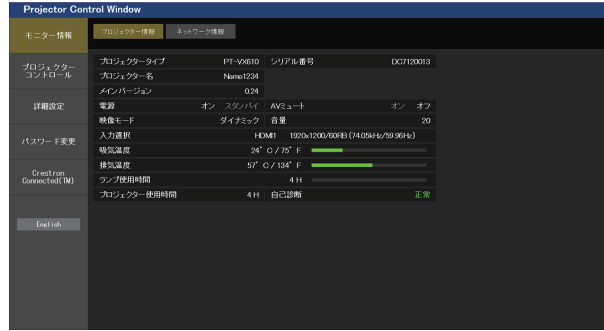 Projector Control Window
モニター情報
プロジェクター情報 ネットワーク情報
プロジェクター
コントロール
詳細設定
パスワード変更
Crestron
Connected(TM)
English
プロジェクタータイプ PT-VX610 シリアル番号 DC7120013
プロジェクター名 Name1234
メインバージョン 0.24
電源 オン スタンバイ AVミュート オン オフ
映像モード ダイナミック 音量 20
入力選択 HDMI1 1920x1200/60RB (74.05kHz/59.96Hz)
吸気温度 24°C/75°F
排気温度 57°C/134°F
ランプ使用時間 4 H
プロジェクター使用時間 4 H 自己診断 正常